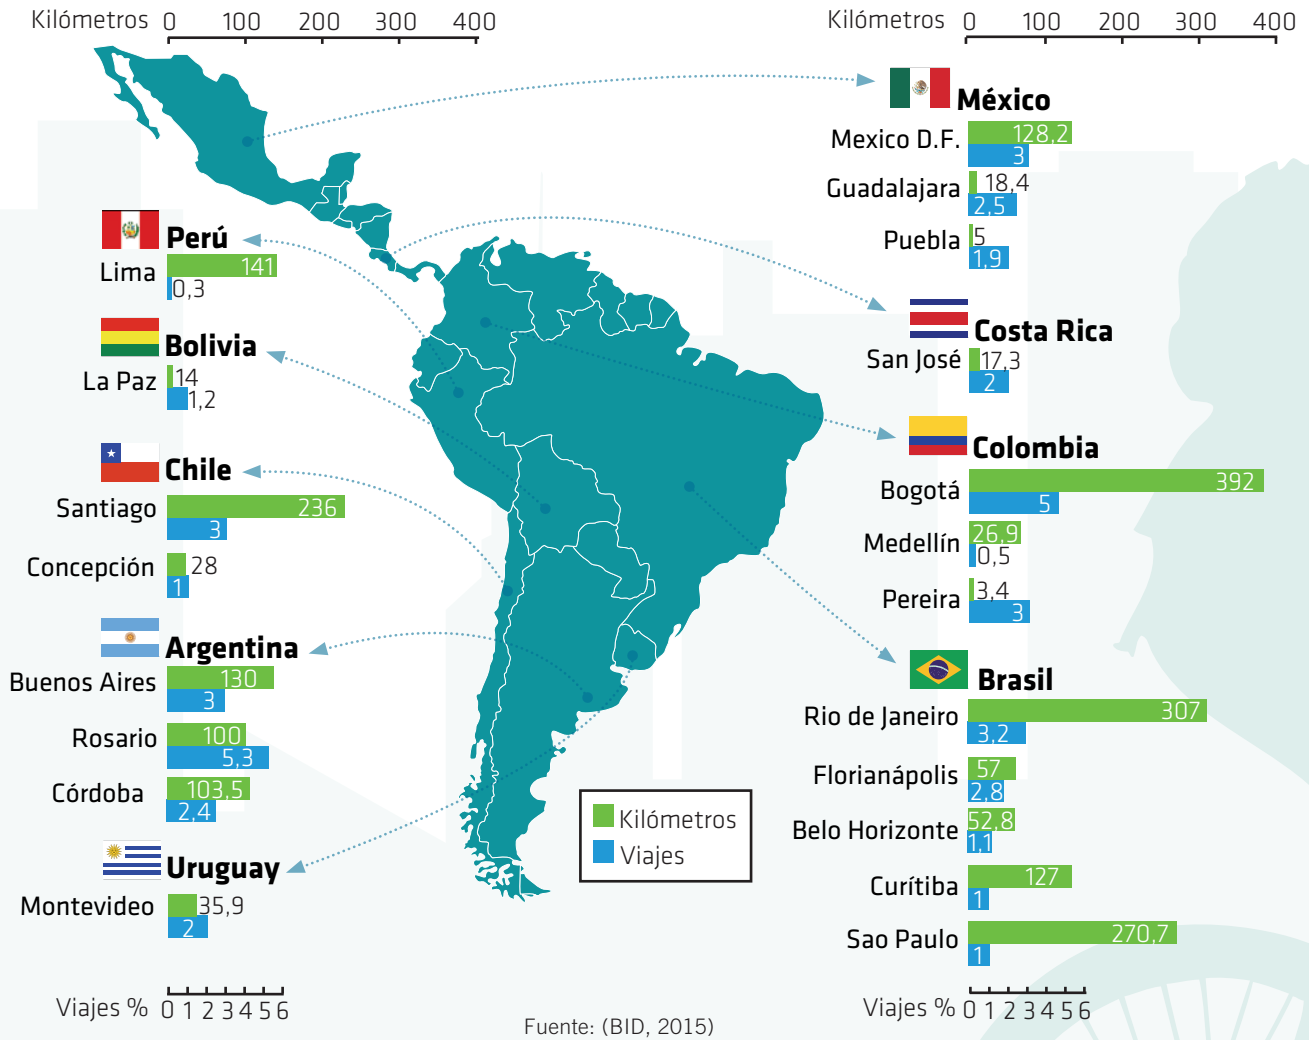 Kilómetros 0 100 200 300 400
Perú
Lima 141
0,3
Bolivia
La Paz 14
1,2
Chile
Santiago 236
3
Concepción 28
1
Argentina
Buenos Aires 130
3
Rosario 100
5,3
Córdoba 103,5
2,4
Uruguay
Montevideo 35,9
2
Viajes % 0 1 2 3 4 5 6
Kilómetros 0 100 200 300 400
México
Mexico D.F. 128,2
3
Guadalajara 18,4
2,5
Puebla 5
1,9
Costa Rica
San José 17,3
2
Colombia
Bogotá 392
5
Medellín 26,9
0,5
Pereira 3,4
3
Brasil
Rio de Janeiro 307
3,2
Florianápolis 57
2,8
Belo Horizonte 52,8
1,1
Curítiba 127
1
Sao Paulo 270,7
1
Viajes % 0 1 2 3 4 5 6
Kilómetros
Viajes
Fuente: (BID, 2015)